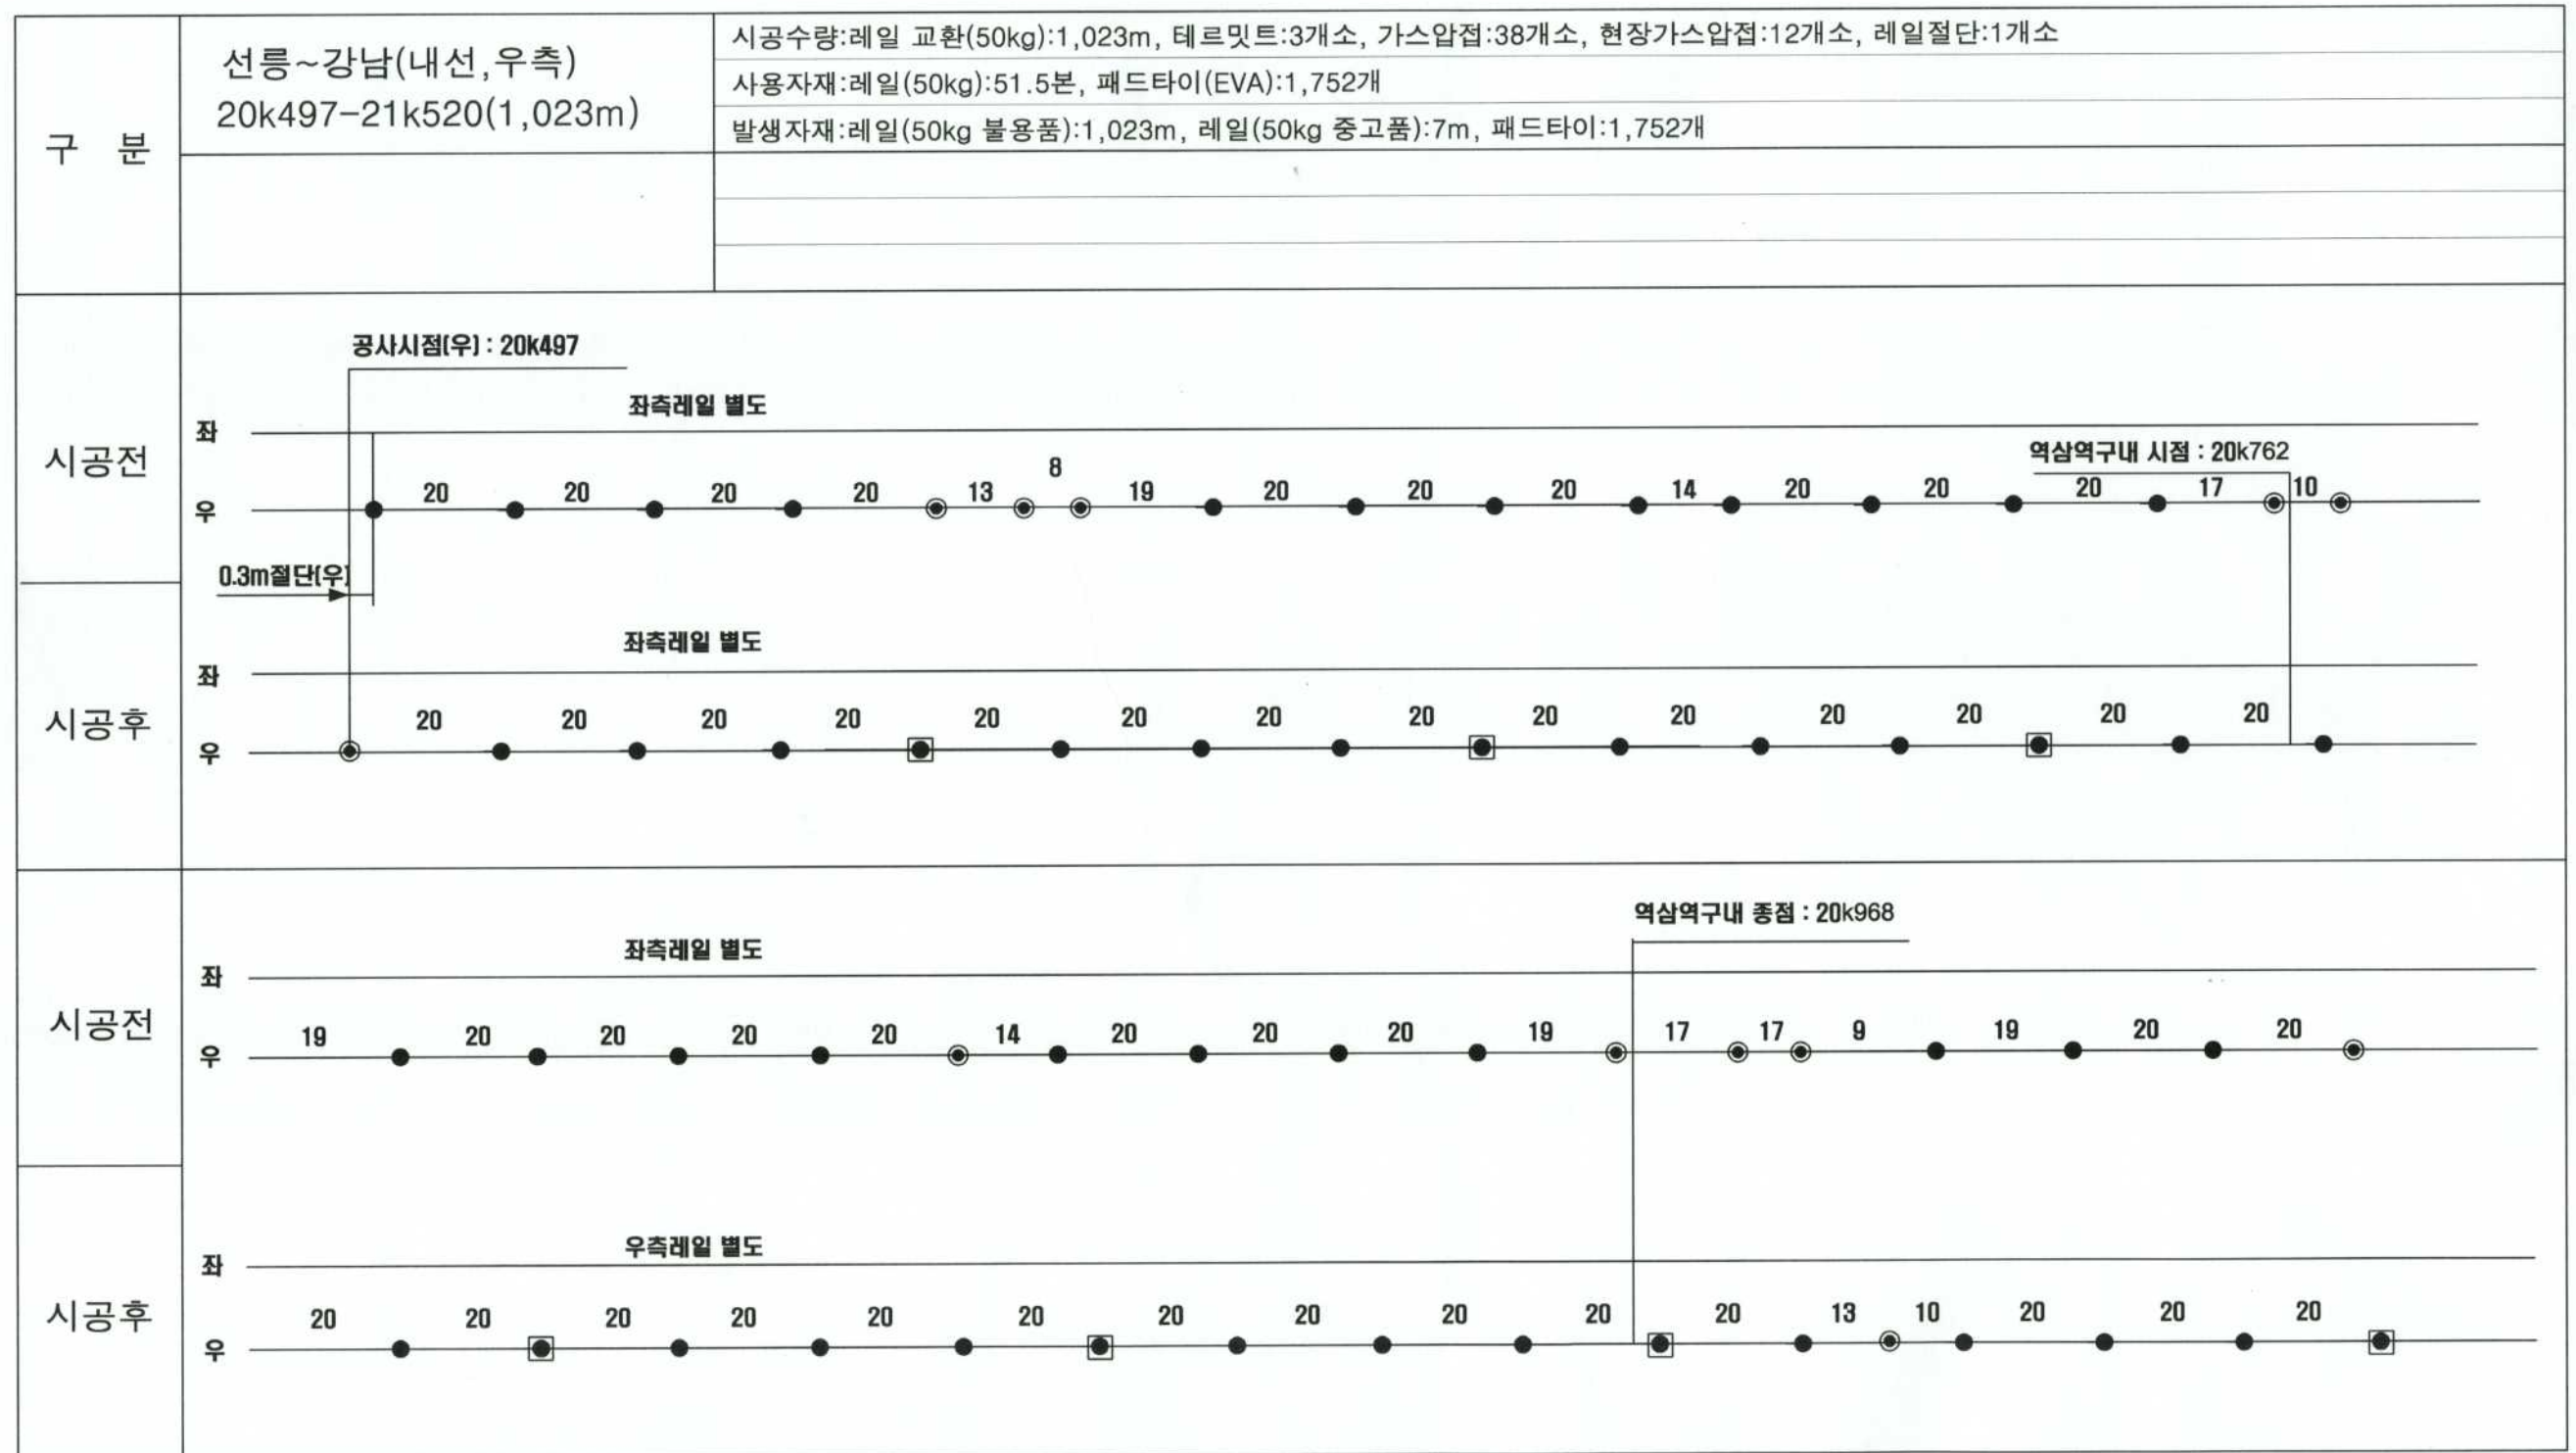 구 분
선릉~강남(내선,우측)
20k497-21k520(1,023m)
시공수량:레일 교환(50kg):1,023m, 테르밋트:3개소, 가스압접:38개소, 현장가스압접:12개소, 레일절단:1개소
사용자재:레일(50kg):51.5본, 패드타이(EVA):1,752개
발생자재:레일(50kg 불용품):1,023m, 레일(50kg 중고품):7m, 패드타이:1,752개
시공전
공사시점(우) : 20k497
좌측레일 별도
좌
역삼역구내 시점 : 20k762
20 20 20 20 13 8 19 20 20 20 14 20 20 20 17 10
우
0.3m절단(우)
시공후
좌측레일 별도
좌
20 20 20 20 20 20 20 20 20 20 20 20 20 20
우
시공전
역삼역구내 종점 : 20k968
좌측레일 별도
좌
19 20 20 20 20 14 20 20 20 19 17 17 9 19 20 20
우
시공후
우측레일 별도
좌
20 20 20 20 20 20 20 20 20 20 20 13 10 20 20 20
우